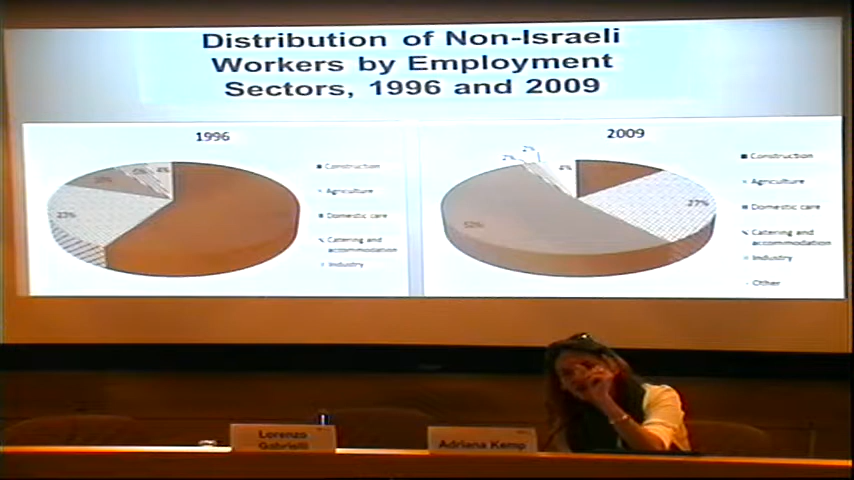 Distribution of Non-Israeli
Workers by Employment
Sectors, 1996 and 2009
1996
4%
23%
Construction
Agriculture
Domestic care
Catering and
accommodation
Industry
2009
2%
2%
4%
27%
52%
Construction
Agriculture
Domestic care
Catering and
accommodation
Industry
Other
Lorenzo
Gabrielli
Adriana Kemp